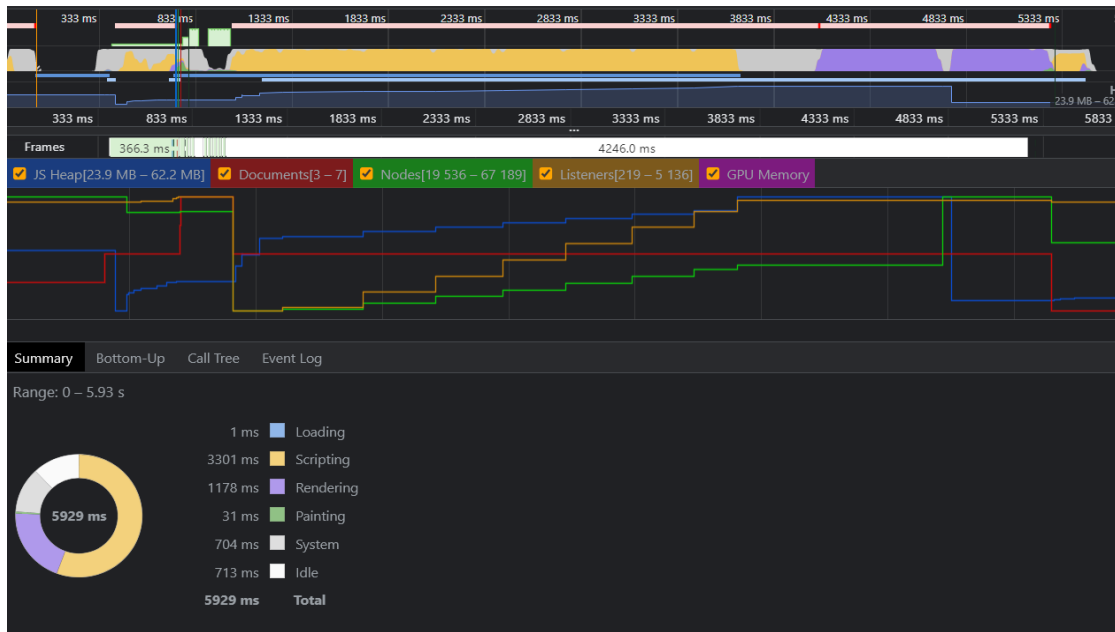 333 ms 833 ms 1333 ms 1833 ms 2333 ms 2833 ms 3333 ms 3833 ms 4333 ms 4833 ms 5333 ms
H
23.9 MB – 62
333 ms 833 ms 1333 ms 1833 ms 2333 ms 2833 ms 3333 ms 3833 ms 4333 ms 4833 ms 5333 ms 5833
...
Frames 366.3 ms 4246.0 ms
JS Heap[23.9 MB – 62.2 MB] Documents[3 – 7] Nodes[19 536 – 67 189] Listeners[219 – 5 136] GPU Memory
Summary Bottom-Up Call Tree Event Log
Range: 0 – 5.93 s
1 ms Loading
3301 ms Scripting
1178 ms Rendering
5929 ms 31 ms Painting
704 ms System
713 ms Idle
5929 ms Total